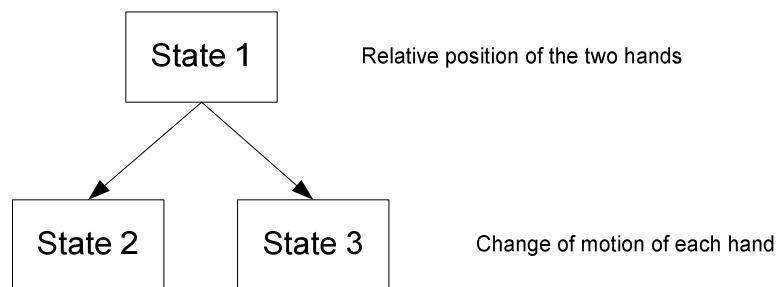 State 1
Relative position of the two hands
State 2
State 3
Change of motion of each hand